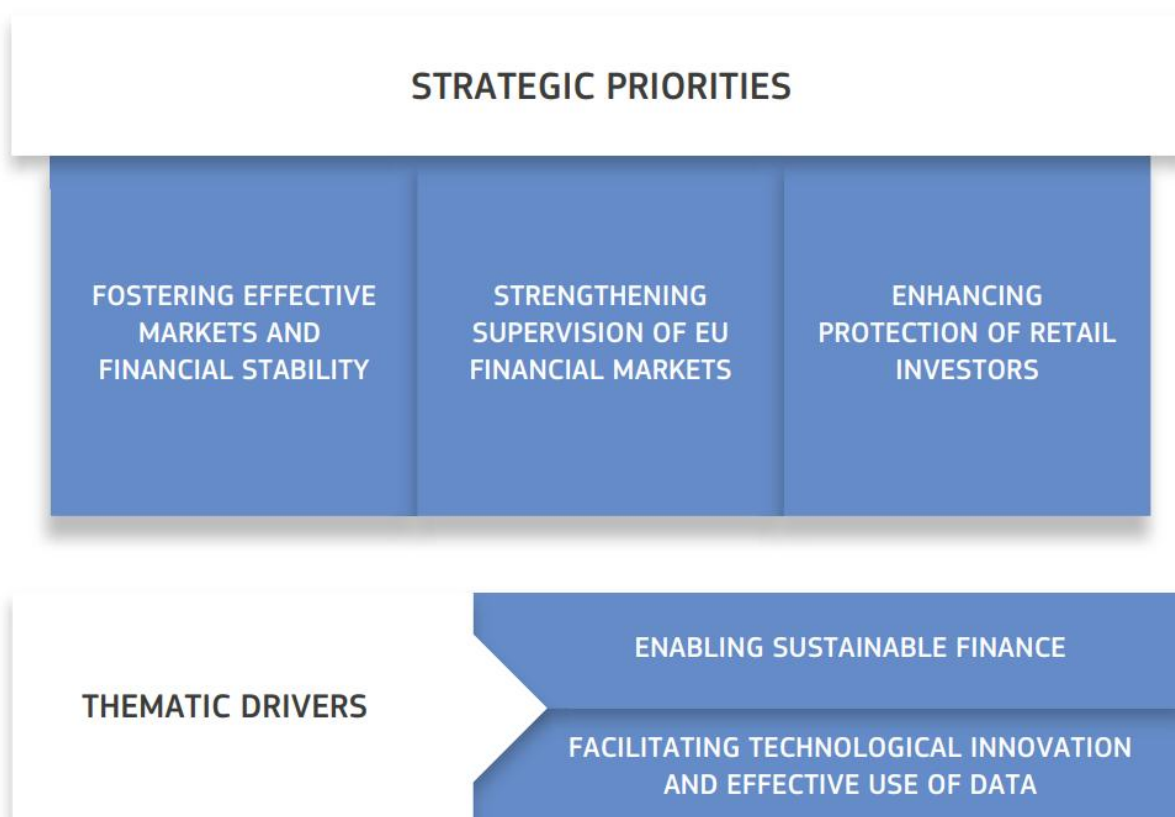 STRATEGIC PRIORITIES
FOSTERING EFFECTIVE
MARKETS AND
FINANCIAL STABILITY
STRENGTHENING
SUPERVISION OF EU
FINANCIAL MARKETS
ENHANCING
PROTECTION OF RETAIL
INVESTORS
THEMATIC DRIVERS
ENABLING SUSTAINABLE FINANCE
FACILITATING TECHNOLOGICAL INNOVATION
AND EFFECTIVE USE OF DATA